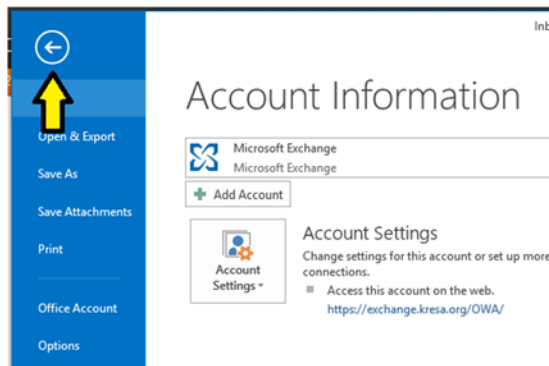 Inb
Account Information
Open & Export
Save As
Save Attachments
Print
Office Account
Options
Microsoft Exchange
Microsoft Exchange
Add Account
Account
Settings
Account Settings
Change settings for this account or set up more
connections.
Access this account on the web.
https://exchange.kresa.org/OWA/